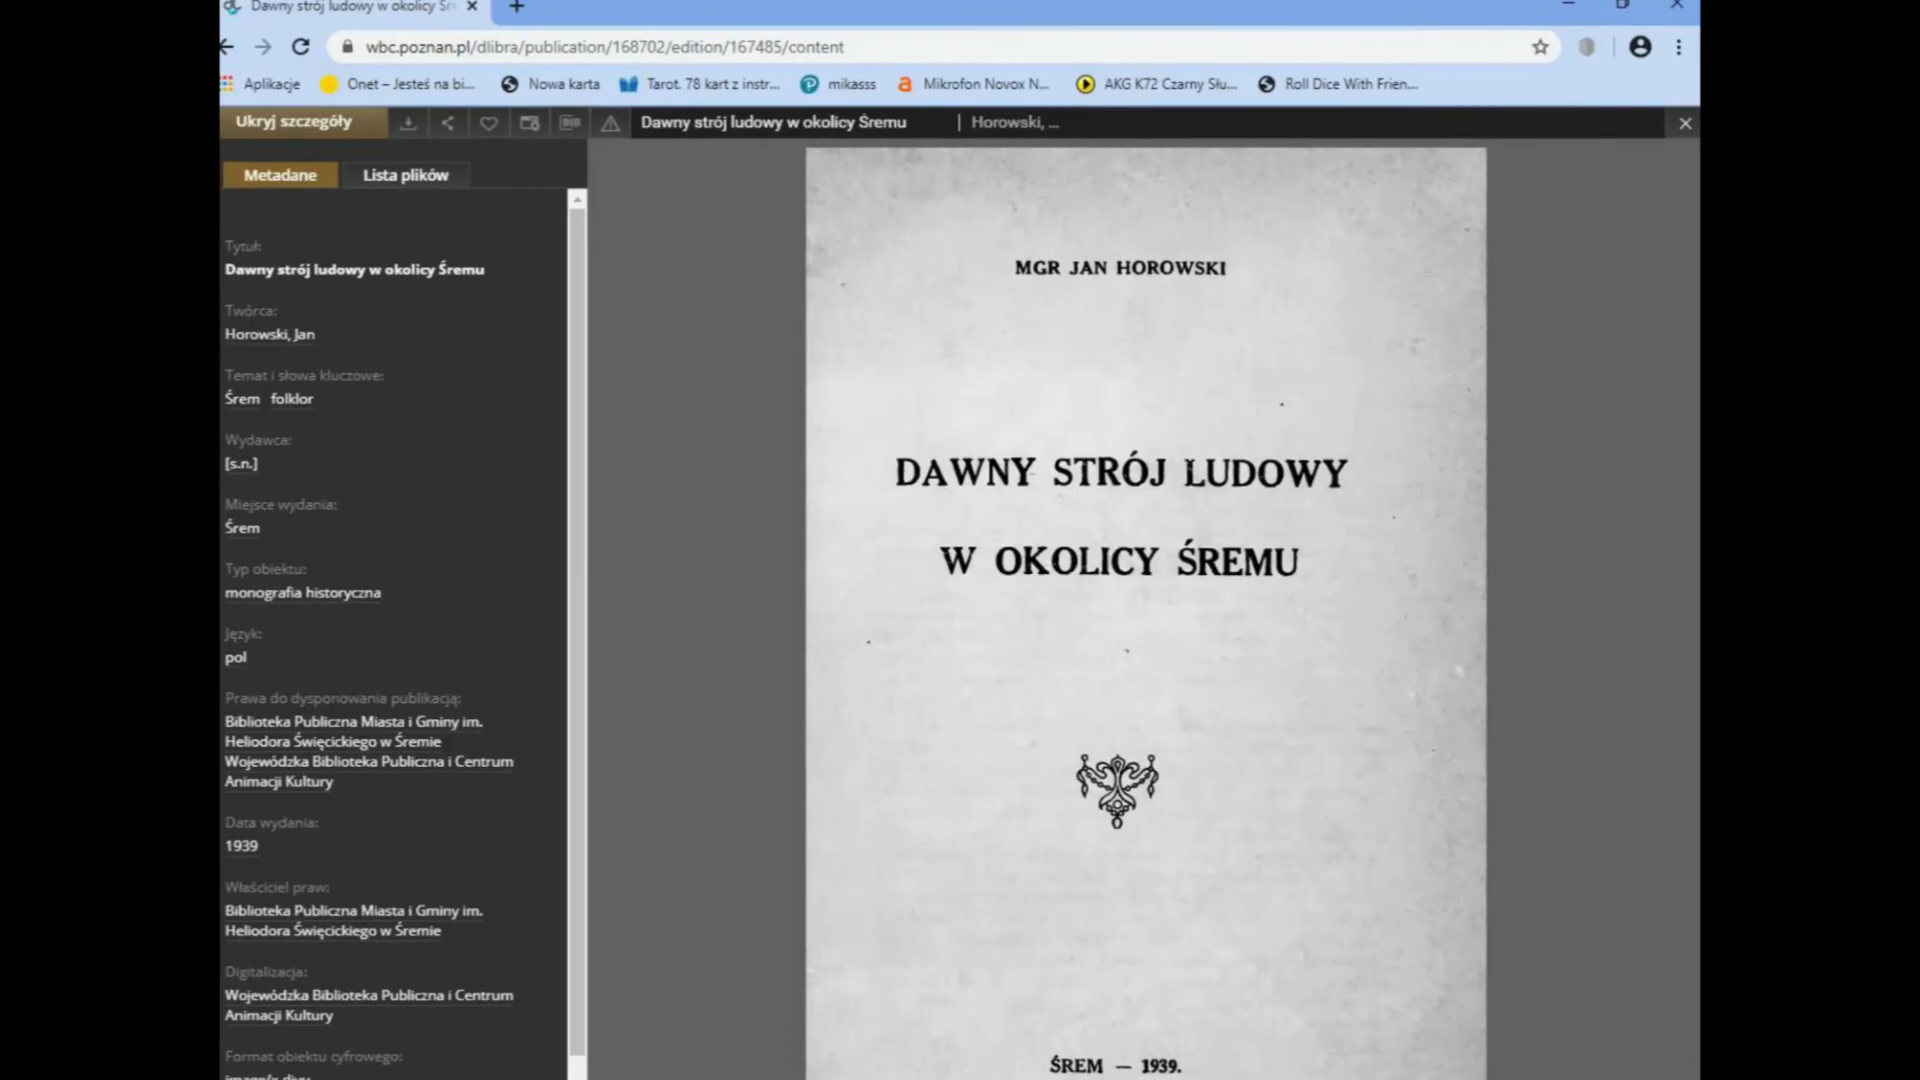 Dawny strój ludowy w okolicy Śre
wbc.poznan.pl/dlibra/publication/168702/edition/167485/content
Aplikacje Onet – Jesteś na bi... Nowa karta Tarot. 78 kart z instr... mikasss Mikrofon Novox N... AKG K72 Czarny Słu... Roll Dice With Frien...
Ukryj szczegóły Dawny strój ludowy w okolicy Śremu | Horowski, ...
Metadane Lista plików
Tytuł:
Dawny strój ludowy w okolicy Śremu
Twórca:
Horowski, Jan
Temat i słowa kluczowe:
Śrem folklor
Wydawca:
[s.n.]
Miejsce wydania:
Śrem
Typ obiektu:
monografia historyczna
Język:
pol
Prawa do dysponowania publikacją:
Biblioteka Publiczna Miasta i Gminy im.
Heliodora Święcickiego w Śremie
Wojewódzka Biblioteka Publiczna i Centrum
Animacji Kultury
Data wydania:
1939
Właściciel praw:
Biblioteka Publiczna Miasta i Gminy im.
Heliodora Święcickiego w Śremie
Digitalizacja:
Wojewódzka Biblioteka Publiczna i Centrum
Animacji Kultury
Format obiektu cyfrowego:
MGR JAN HOROWSKI
DAWNY STRÓJ LUDOWY
W OKOLICY ŚREMU
ŚREM — 1939.